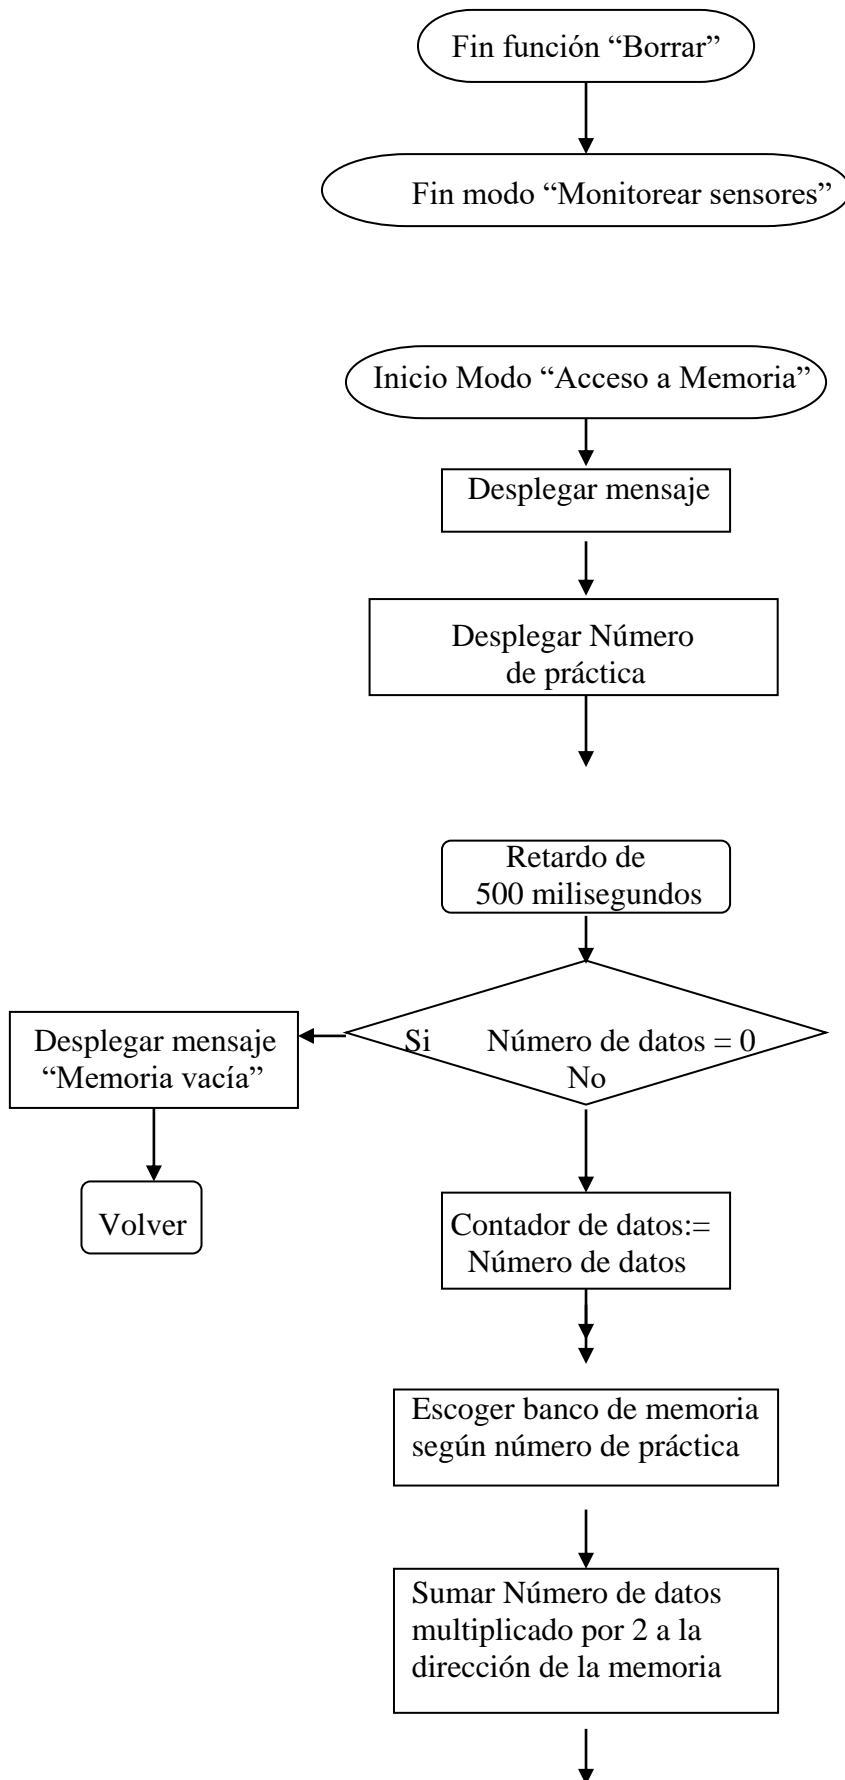 Fin función “Borrar”
Fin modo “Monitorear sensores”
Inicio Modo “Acceso a Memoria”
Desplegar mensaje
Desplegar Número
de práctica
Retardo de
500 milisegundos
Si Número de datos = 0
No
Desplegar mensaje
“Memoria vacía”
Volver
Contador de datos:=
Número de datos
Escoger banco de memoria
según número de práctica
Sumar Número de datos
multiplicado por 2 a la
dirección de la memoria